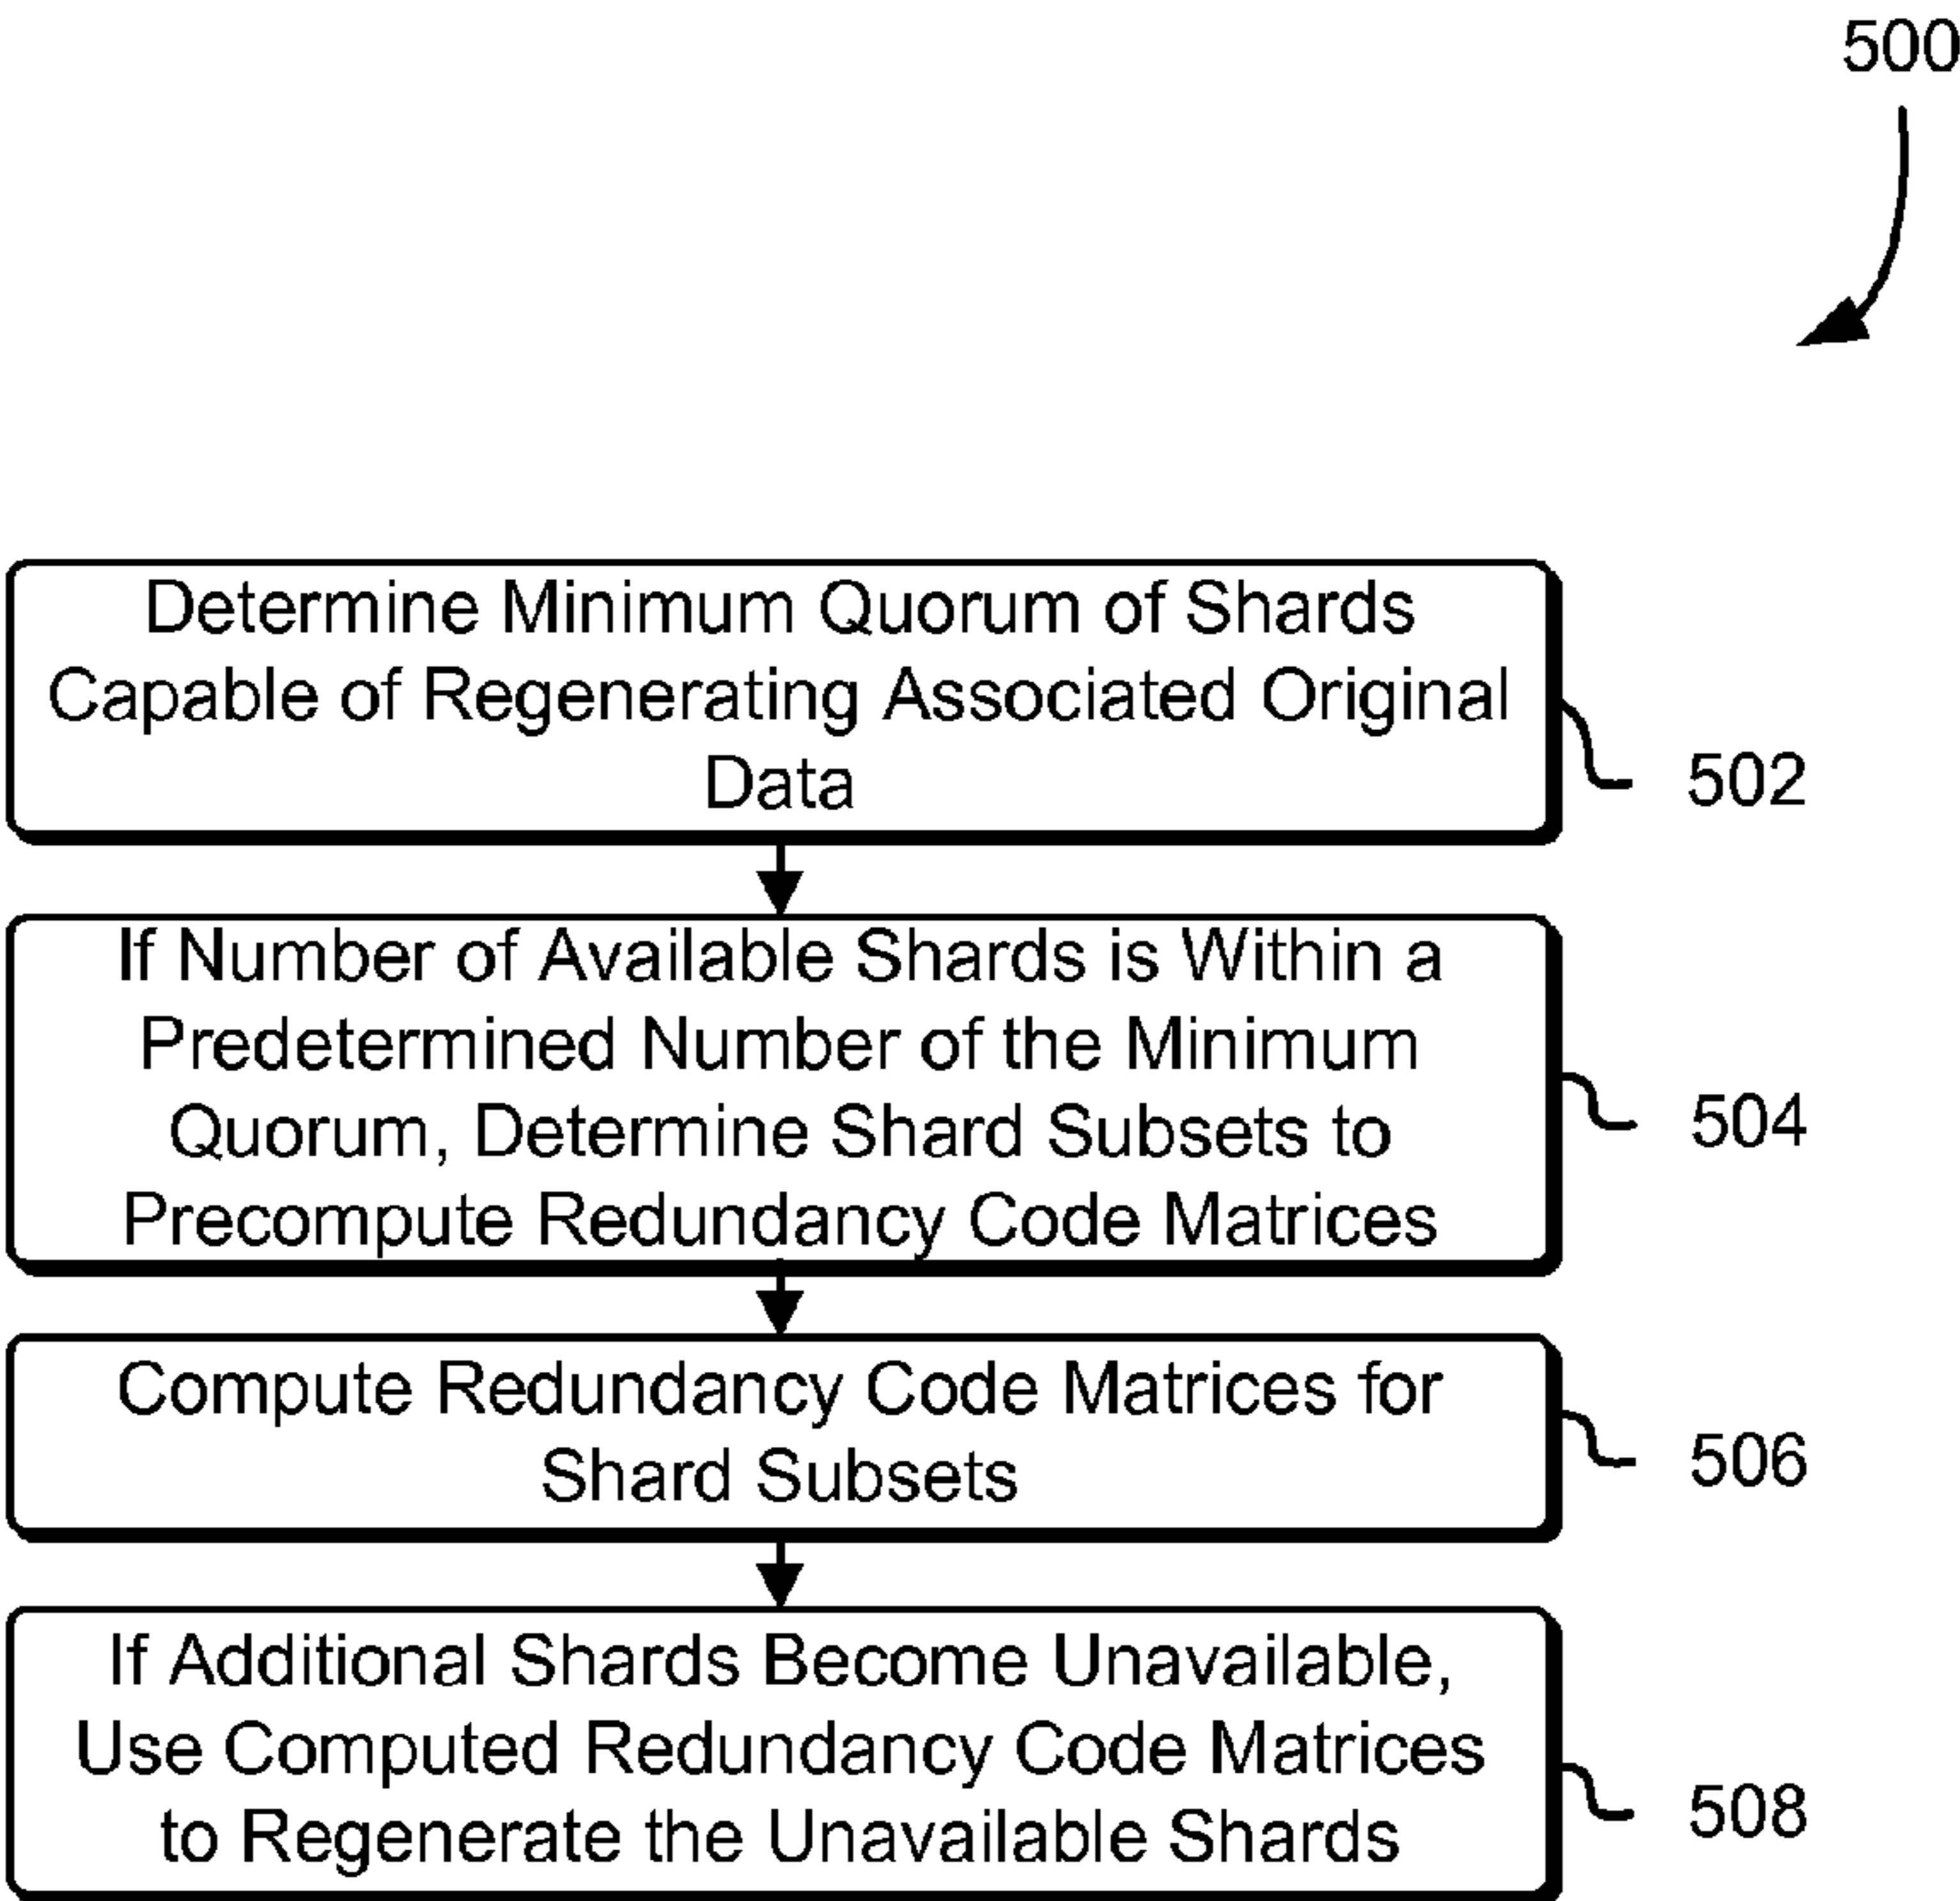 500
Determine Minimum Quorum of Shards
Capable of Regenerating Associated Original
Data
502
If Number of Available Shards is Within a
Predetermined Number of the Minimum
Quorum, Determine Shard Subsets to
Precompute Redundancy Code Matrices
504
Compute Redundancy Code Matrices for
Shard Subsets
506
If Additional Shards Become Unavailable,
Use Computed Redundancy Code Matrices
to Regenerate the Unavailable Shards
508